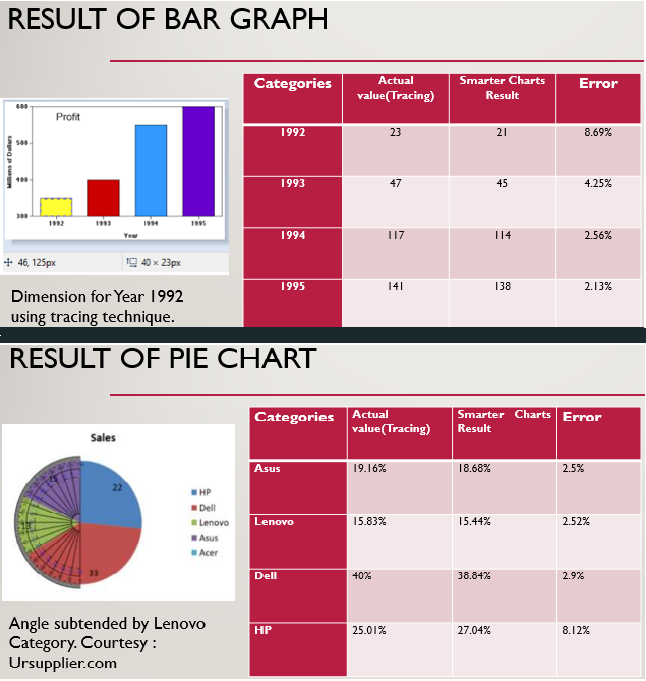 RESULT OF BAR GRAPH
Profit
Millions of Dollars
600
500
400
300
1992 1993 1994 1995
Year
46, 125px 40 × 23px
Dimension for Year 1992
using tracing technique.
Categories Actual value(Tracing) Smarter Charts Result Error
1992 23 21 8.69%
1993 47 45 4.25%
1994 117 114 2.56%
1995 141 138 2.13%
RESULT OF PIE CHART
Sales
22
33
HP
Dell
Lenovo
Asus
Acer
Angle subtended by Lenovo
Category. Courtesy :
Ursupplier.com
Categories Actual value(Tracing) Smarter Charts Result Error
Asus 19.16% 18.68% 2.5%
Lenovo 15.83% 15.44% 2.52%
Dell 40% 38.84% 2.9%
HP 25.01% 27.04% 8.12%